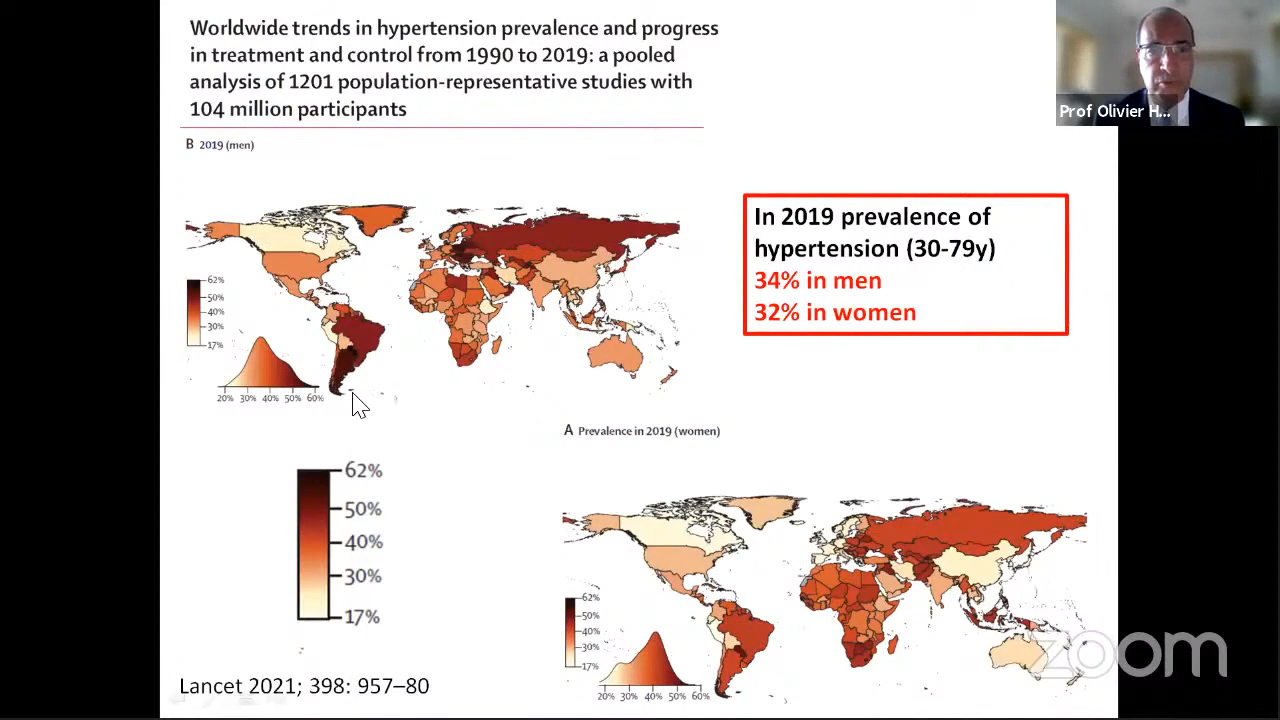 Worldwide trends in hypertension prevalence and progress
in treatment and control from 1990 to 2019: a pooled
analysis of 1201 population-representative studies with
104 million participants
B 2019 (men)
62%
50%
40%
30%
17%
20% 30% 40% 50% 60%
In 2019 prevalence of
hypertension (30-79y)
34% in men
32% in women
Prof Olivier H...
A Prevalence in 2019 (women)
62%
50%
40%
30%
17%
62%
50%
40%
30%
17%
20% 30% 40% 50% 60%
Lancet 2021; 398: 957–80
zoom